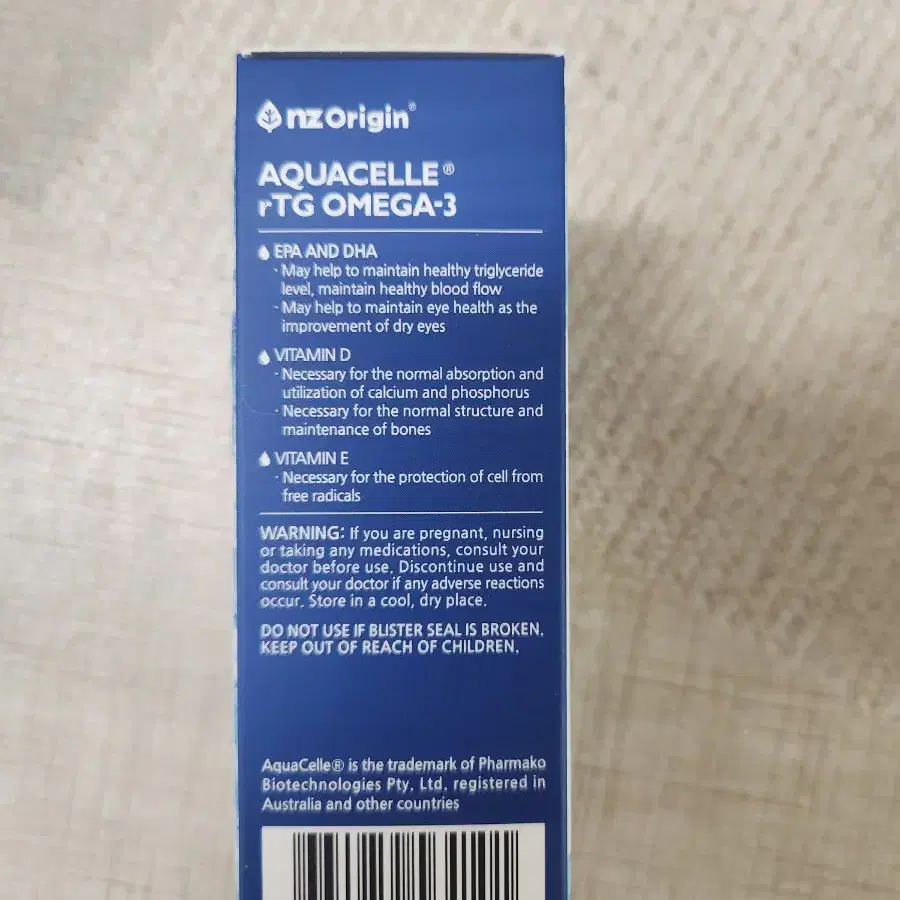 nzOrigin®
AQUACELLE®
rTG OMEGA-3
EPA AND DHA
· May help to maintain healthy triglyceride
level, maintain healthy blood flow
· May help to maintain eye health as the
improvement of dry eyes
VITAMIN D
· Necessary for the normal absorption and
utilization of calcium and phosphorus
· Necessary for the normal structure and
maintenance of bones
VITAMIN E
· Necessary for the protection of cell from
free radicals
WARNING: If you are pregnant, nursing
or taking any medications, consult your
doctor before use. Discontinue use and
consult your doctor if any adverse reactions
occur. Store in a cool, dry place.
DO NOT USE IF BLISTER SEAL IS BROKEN.
KEEP OUT OF REACH OF CHILDREN.
AquaCelle® is the trademark of Pharmako
Biotechnologies Pty. Ltd. registered in
Australia and other countries